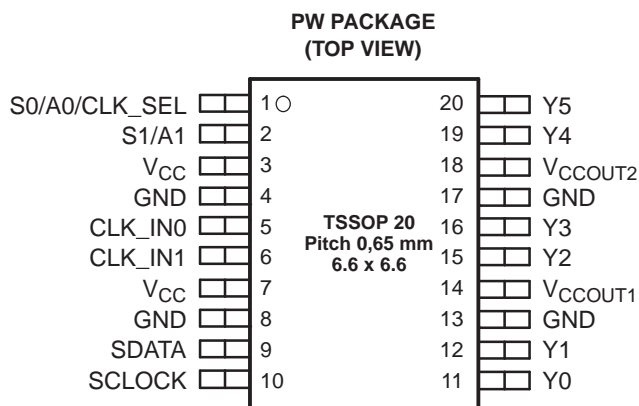 PW PACKAGE
(TOP VIEW)
S0/A0/CLK_SEL 1 20 Y5
S1/A1 2 19 Y4
VCC 3 18 VCCOUT2
GND 4 17 GND
CLK_IN0 5 TSSOP 20 16 Y3
Pitch 0,65 mm
CLK_IN1 6 6.6 x 6.6 15 Y2
VCC 7 14 VCCOUT1
GND 8 13 GND
SDATA 9 12 Y1
SCLOCK 10 11 Y0